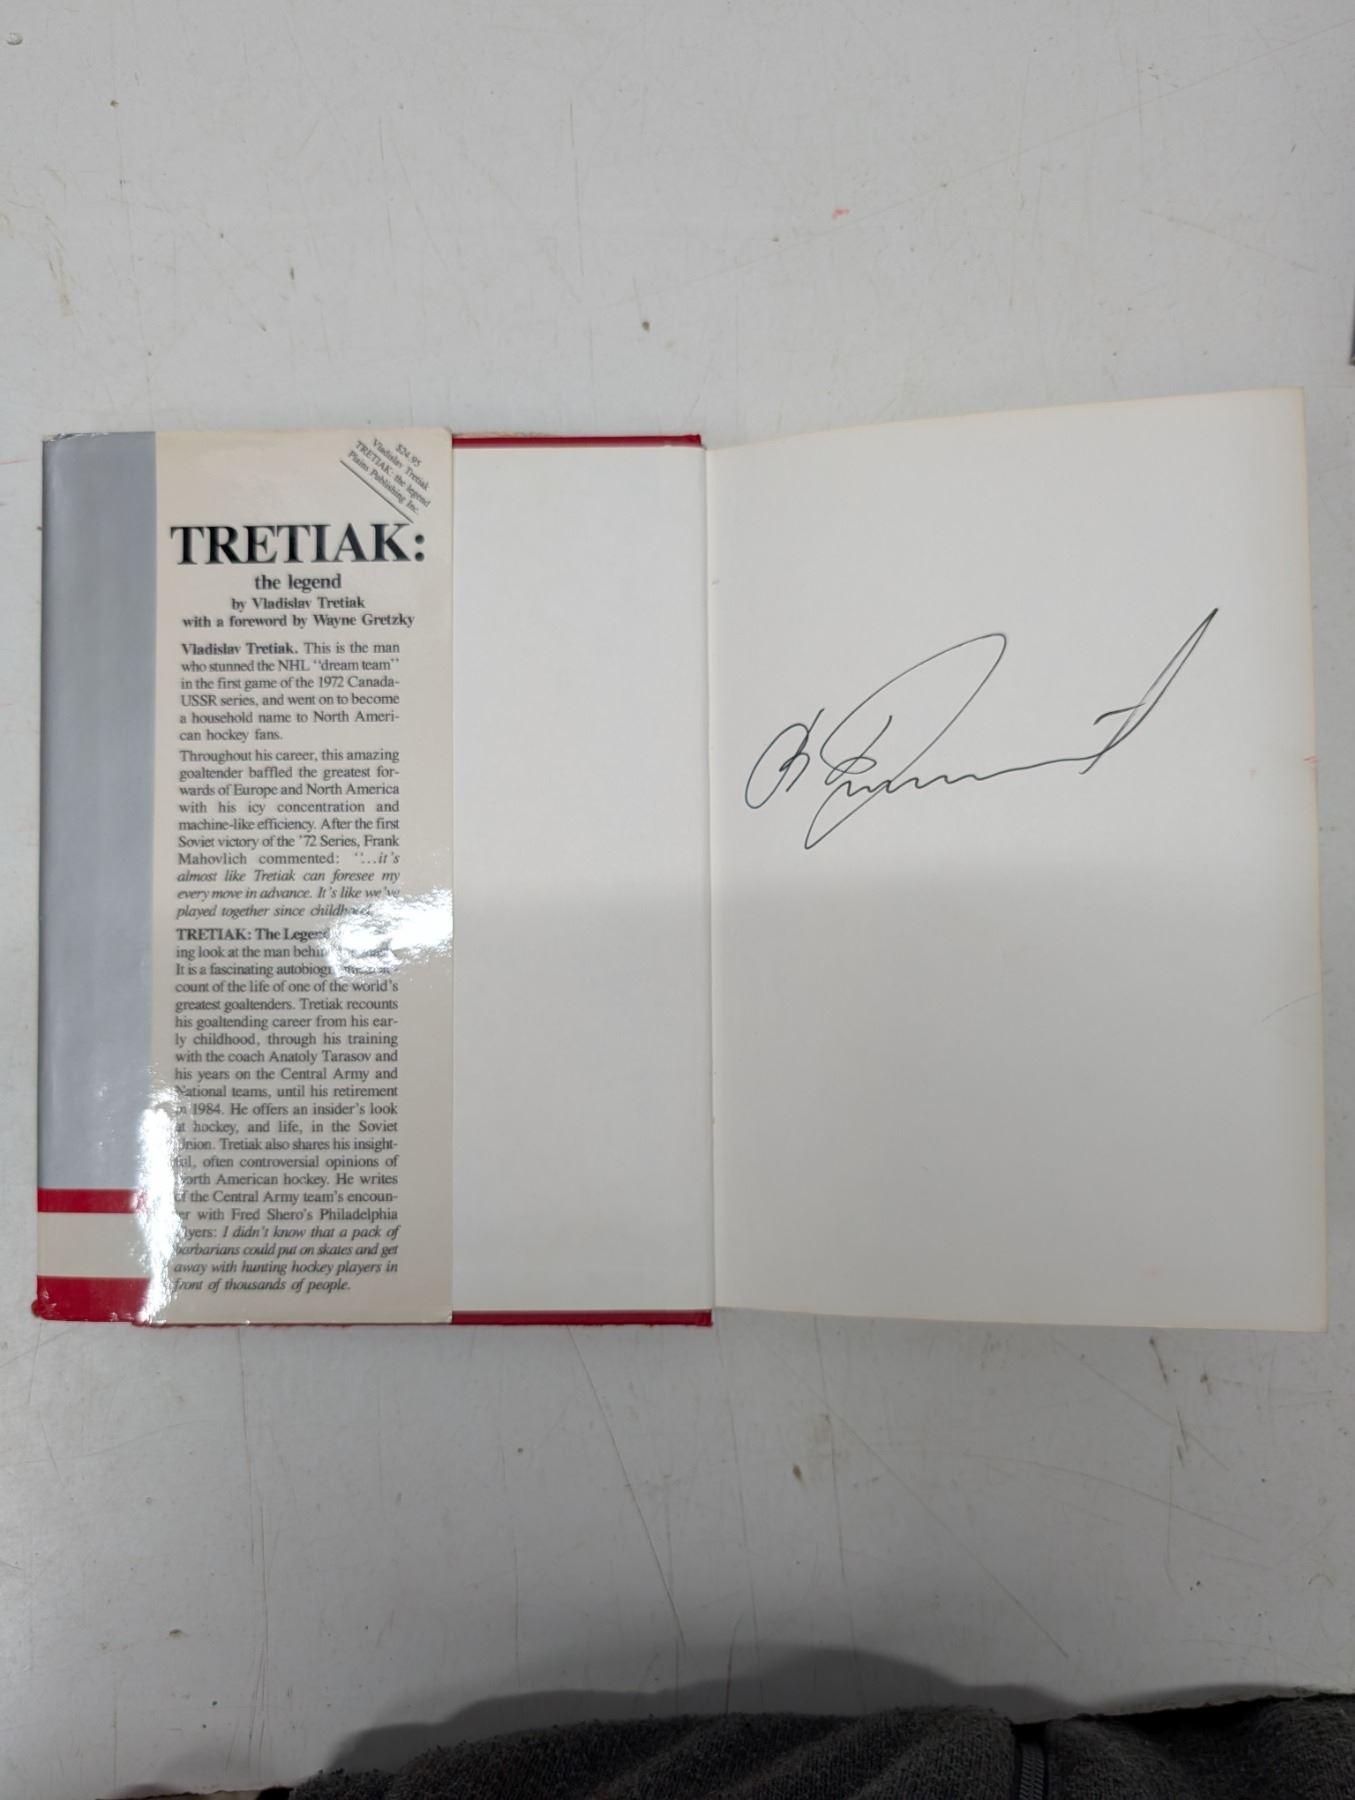 $24.95
Vladislav Tretiak
TRETIAK: the legend
Plains Publishing Inc.
TRETIAK:
the legend
by Vladislav Tretiak
with a foreword by Wayne Gretzky
Vladislav Tretiak. This is the man
who stunned the NHL "dream team"
in the first game of the 1972 Canada-
USSR series, and went on to become
a household name to North Ameri-
can hockey fans.
Throughout his career, this amazing
goaltender baffled the greatest for-
wards of Europe and North America
with his icy concentration and
machine-like efficiency. After the first
Soviet victory of the '72 Series, Frank
Mahovlich commented: "...it's
almost like Tretiak can foresee my
every move in advance. It's like we've
played together since childhood.
TRETIAK: The Legend
ing look at the man behind
It is a fascinating autobiographical
count of the life of one of the world's
greatest goaltenders. Tretiak recounts
his goaltending career from his ear-
ly childhood, through his training
with the coach Anatoly Tarasov and
his years on the Central Army and
National teams, until his retirement
in 1984. He offers an insider's look
at hockey, and life, in the Soviet
Union. Tretiak also shares his insight-
ful, often controversial opinions of
North American hockey. He writes
of the Central Army team's encoun-
ter with Fred Shero's Philadelphia
Flyers: I didn't know that a pack of
barbarians could put on skates and get
away with hunting hockey players in
front of thousands of people.